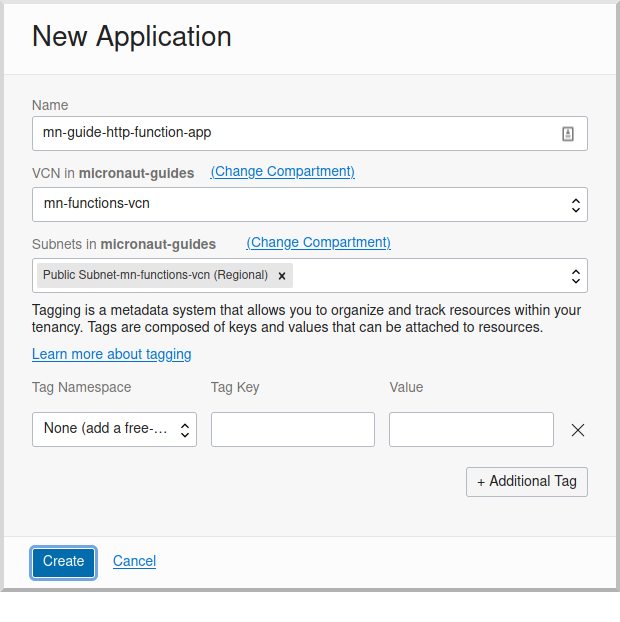 New Application
Name
mn-guide-http-function-app
VCN in micronaut-guides (Change Compartment)
mn-functions-vcn
Subnets in micronaut-guides (Change Compartment)
Public Subnet-mn-functions-vcn (Regional) ×
Tagging is a metadata system that allows you to organize and track resources within your
tenancy. Tags are composed of keys and values that can be attached to resources.
Learn more about tagging
Tag Namespace Tag Key Value
None (add a free-...
+ Additional Tag
Create Cancel